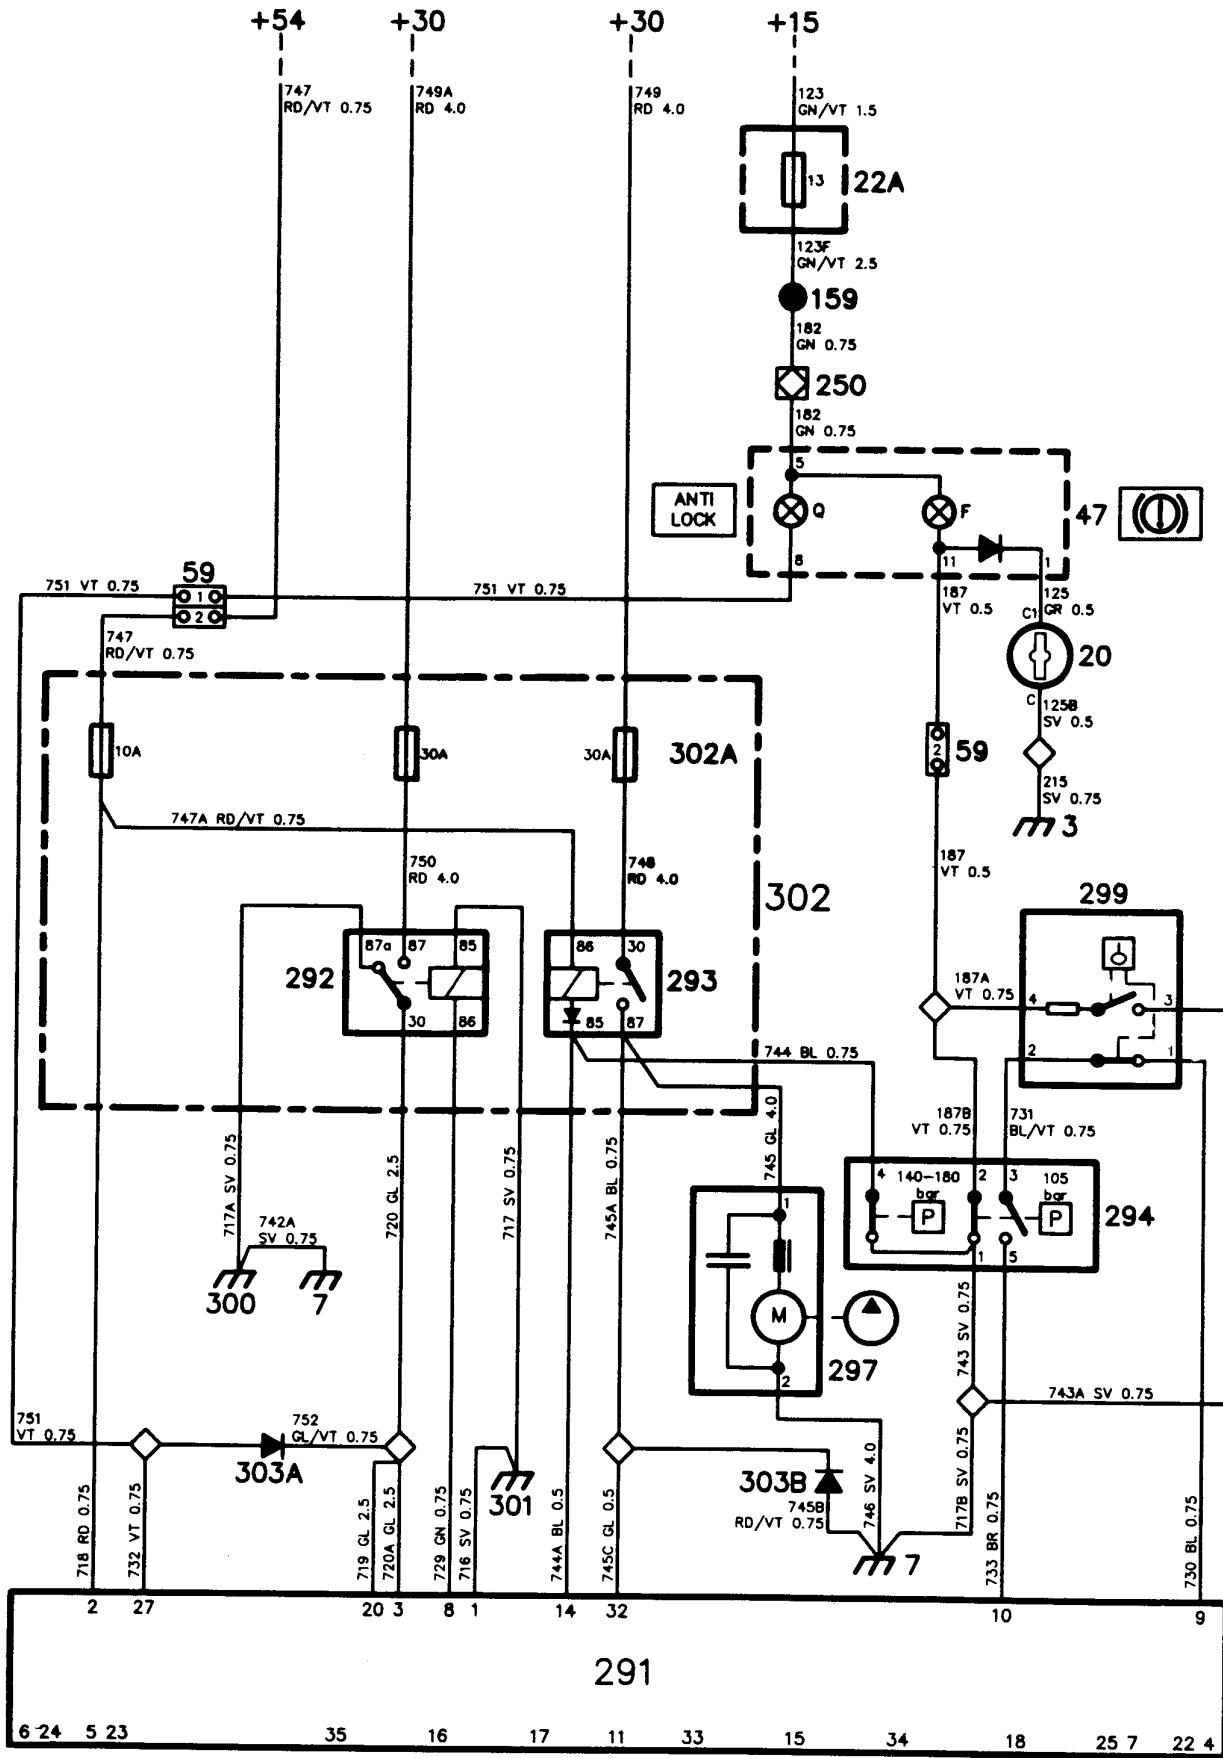 +54
+30
+30
+15
747
RD/VT 0.75
749A
RD 4.0
749
RD 4.0
123
GN/VT 1.5
13
22A
123F
GN/VT 2.5
159
182
GN 0.75
250
182
GN 0.75
5
ANTI
LOCK
Q
F
47
8
11
1
59
751 VT 0.75
1
751 VT 0.75
2
187
VT 0.5
125
GR 0.5
C1
20
747
RD/VT 0.75
C
125B
SV 0.5
10A
30A
30A
302A
2
59
215
SV 0.75
3
747A RD/VT 0.75
750
RD 4.0
748
RD 4.0
187
VT 0.5
302
299
87a
87
85
86
30
292
293
187A
VT 0.75
4
3
30
86
85
87
2
1
744 BL 0.75
187B
VT 0.75
731
BL/VT 0.75
717A SV 0.75
720 GL 2.5
717 SV 0.75
745A BL 0.75
745 GL 4.0
4
140-180
bar
P
2
3
105
bar
P
294
742A
SV 0.75
1
1
5
300
7
M
743 SV 0.75
297
2
743A SV 0.75
751
VT 0.75
752
GL/VT 0.75
303A
301
303B
745B
RD/VT 0.75
746 SV 4.0
717B SV 0.75
7
718 RD 0.75
732 VT 0.75
719 GL 2.5
720A GL 2.5
729 GN 0.75
716 SV 0.75
744A BL 0.5
745C GL 0.5
733 BR 0.75
730 BL 0.75
2
27
20
3
8
1
14
32
10
9
291
6
24
5
23
35
16
17
11
33
15
34
18
25
7
22
4